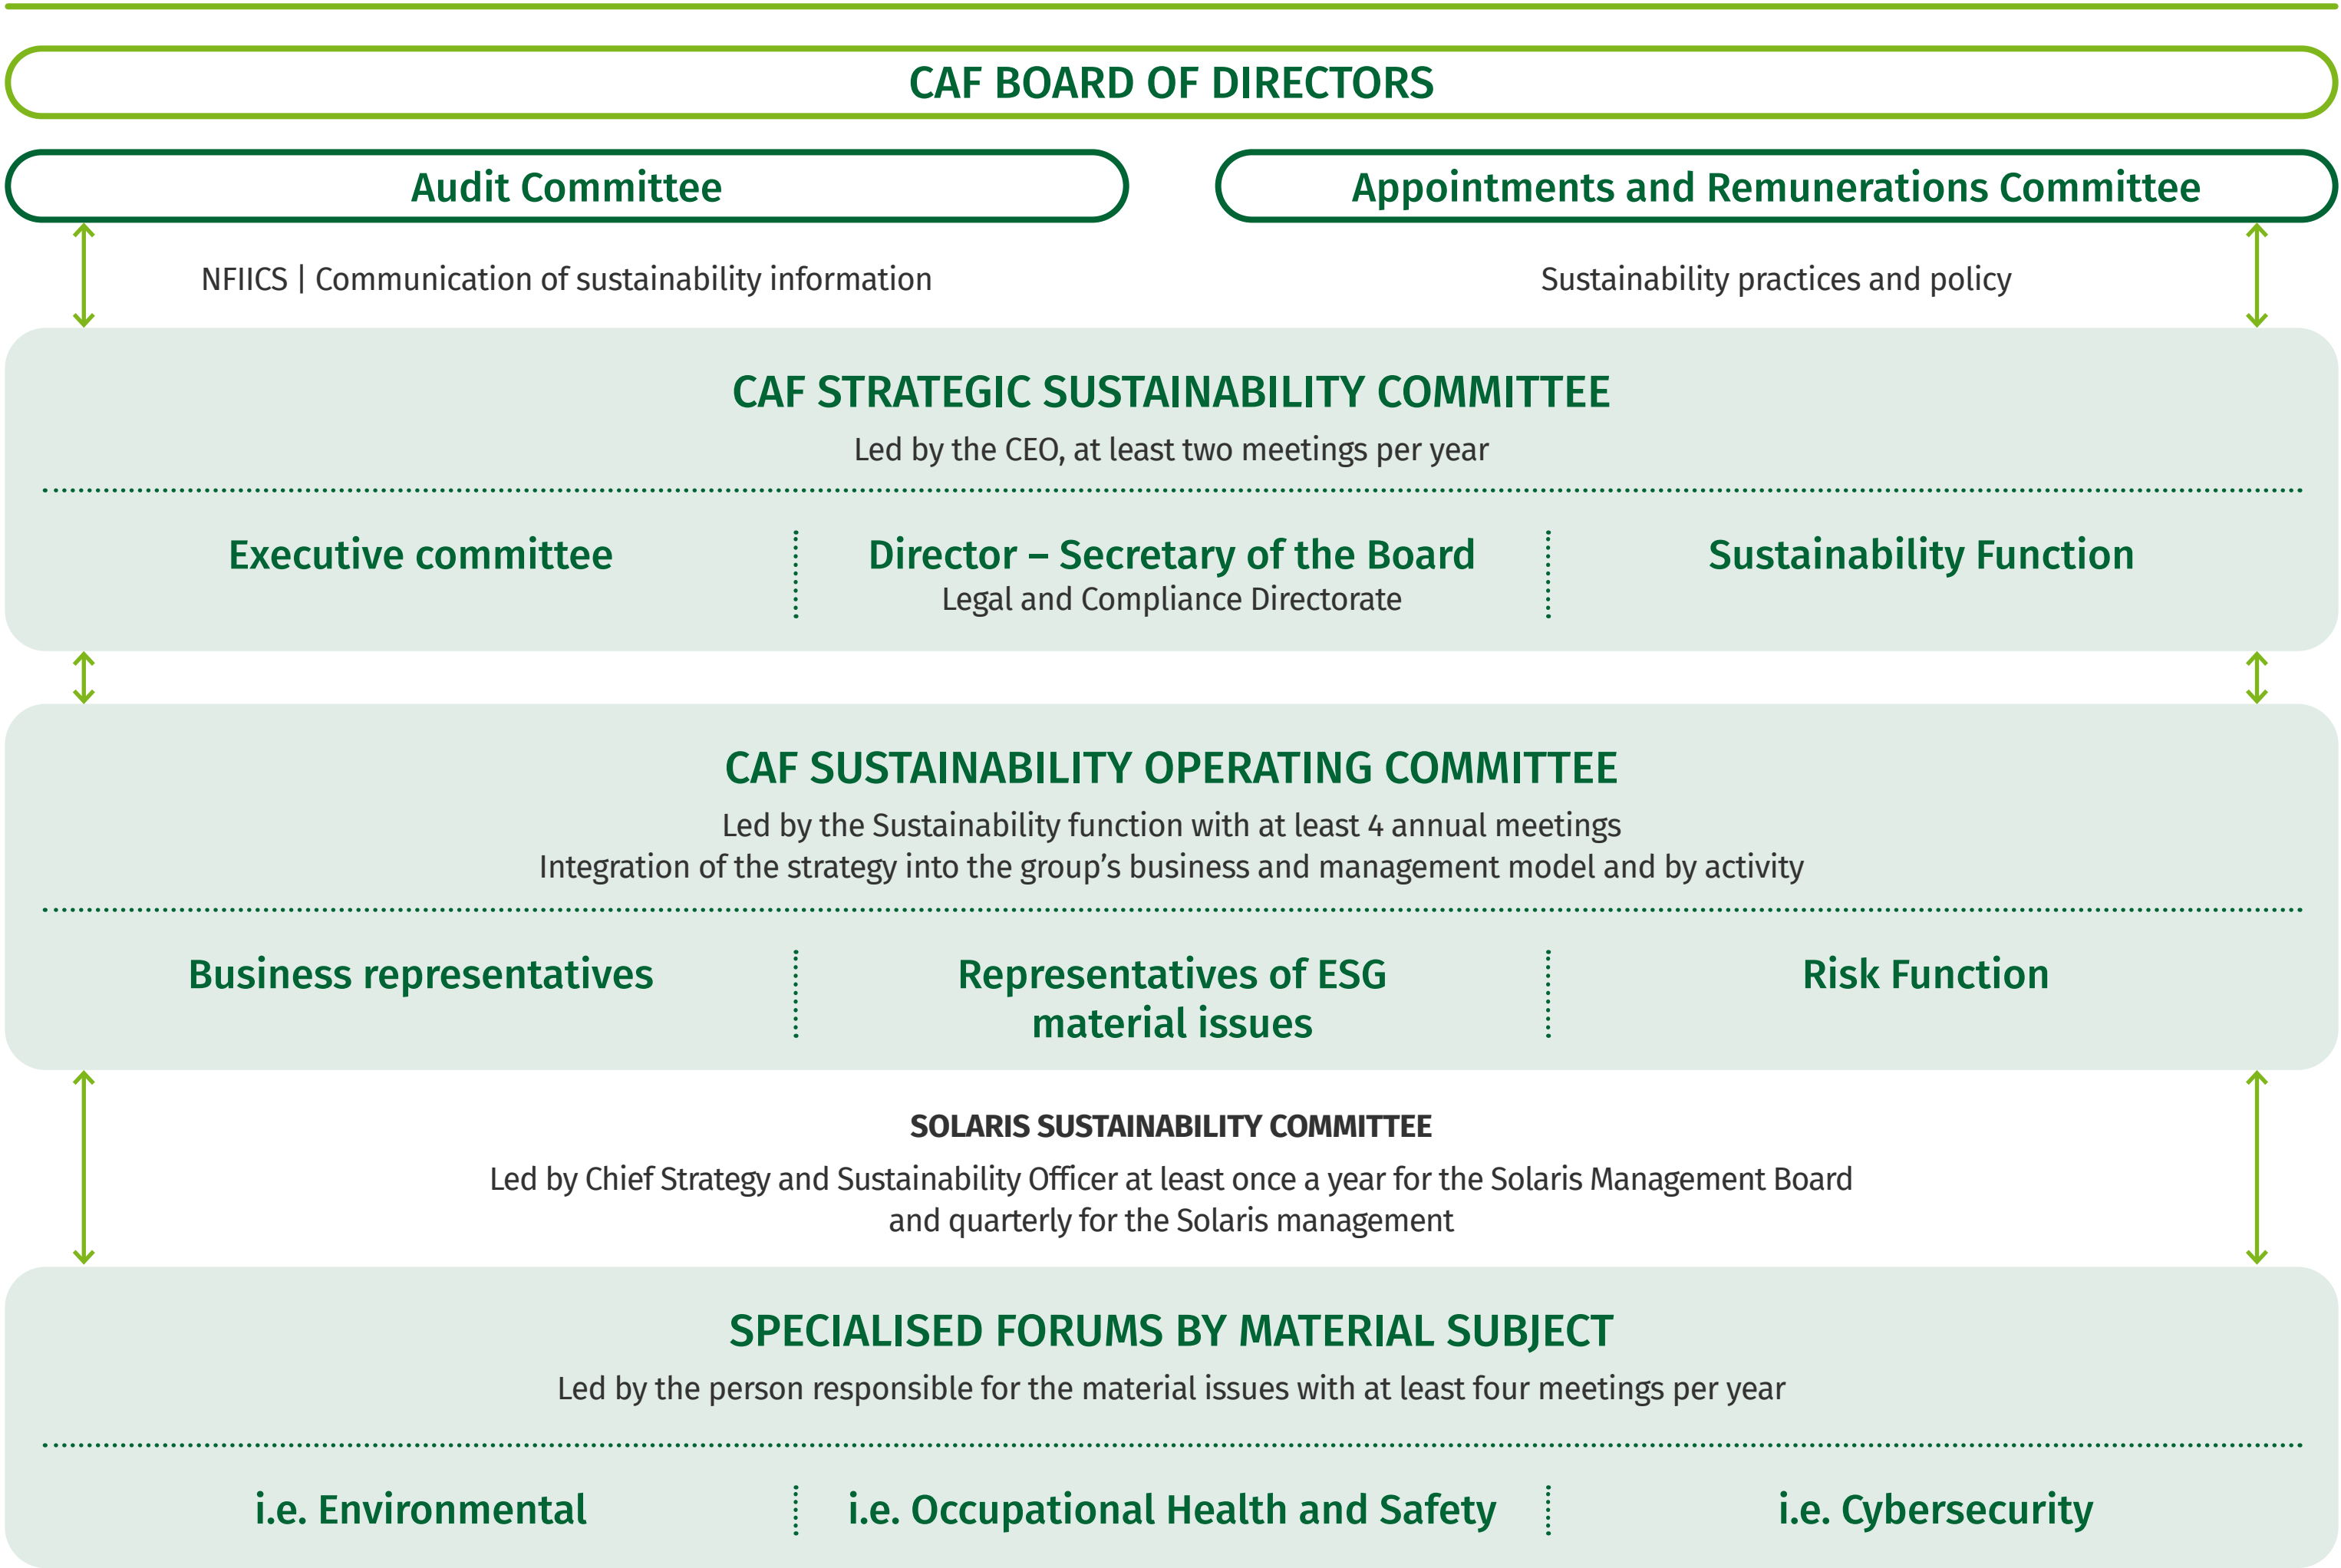 CAF BOARD OF DIRECTORS
Audit Committee
Appointments and Remunerations Committee
NFIICS | Communication of sustainability information
Sustainability practices and policy
CAF STRATEGIC SUSTAINABILITY COMMITTEE
Led by the CEO, at least two meetings per year
Executive committee
Director – Secretary of the Board
Legal and Compliance Directorate
Sustainability Function
CAF SUSTAINABILITY OPERATING COMMITTEE
Led by the Sustainability function with at least 4 annual meetings
Integration of the strategy into the group’s business and management model and by activity
Business representatives
Representatives of ESG
material issues
Risk Function
SOLARIS SUSTAINABILITY COMMITTEE
Led by Chief Strategy and Sustainability Officer at least once a year for the Solaris Management Board
and quarterly for the Solaris management
SPECIALISED FORUMS BY MATERIAL SUBJECT
Led by the person responsible for the material issues with at least four meetings per year
i.e. Environmental
i.e. Occupational Health and Safety
i.e. Cybersecurity